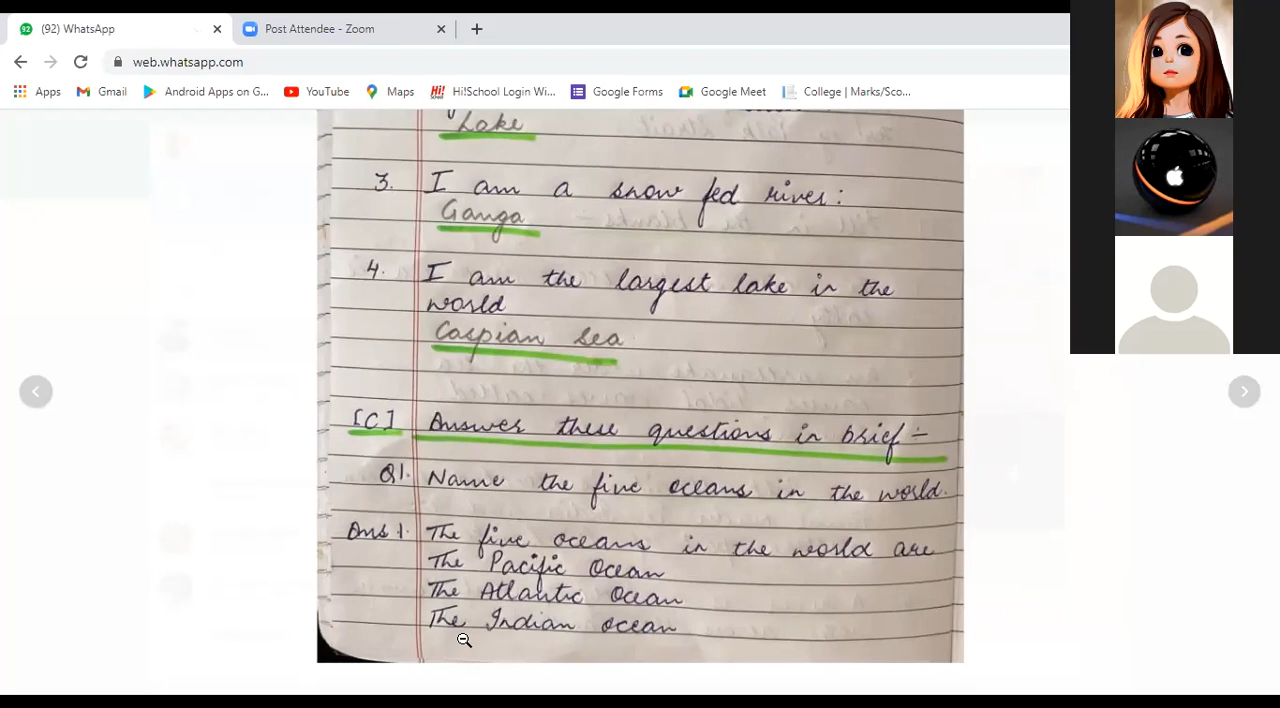 (92) WhatsApp
Post Attendee - Zoom
web.whatsapp.com
Apps
Gmail
Android Apps on G...
YouTube
Maps
Hi!School Login Wi...
Google Forms
Google Meet
College | Marks/Sco...
Lake
3. I am a snow fed river:
Ganga
4. I am the largest lake in the
world
Caspian Sea
[C] Answer these questions in brief :-
Q1. Name the five oceans in the world.
Ans 1. The five oceans in the world are
The Pacific Ocean
The Atlantic Ocean
The Indian Ocean